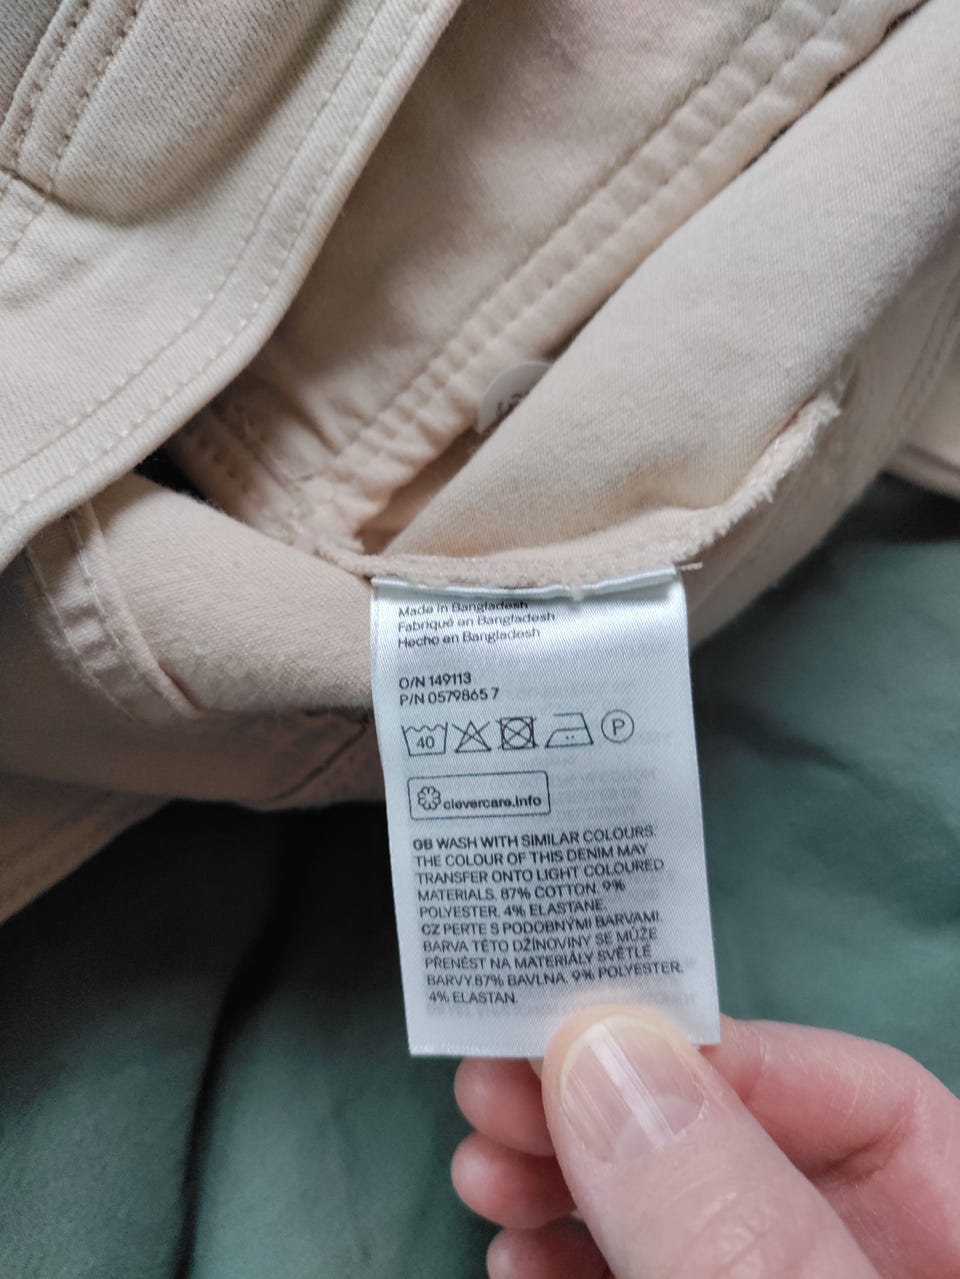 Made in Bangladesh
Fabriqué en Bangladesh
Hecho en Bangladesh
O/N 149113
P/N 0579865 7
40 P
clevercare.info
GB WASH WITH SIMILAR COLOURS.
THE COLOUR OF THIS DENIM MAY
TRANSFER ONTO LIGHT COLOURED
MATERIALS. 87% COTTON. 9%
POLYESTER. 4% ELASTANE.
CZ PERTE S PODOBNÝMI BARVAMI.
BARVA TÉTO DŽÍNOVINY SE MŮŽE
PŘENÉST NA MATERIÁLY SVĚTLÉ
BARVY.87% BAVLNA. 9% POLYESTER.
4% ELASTAN.